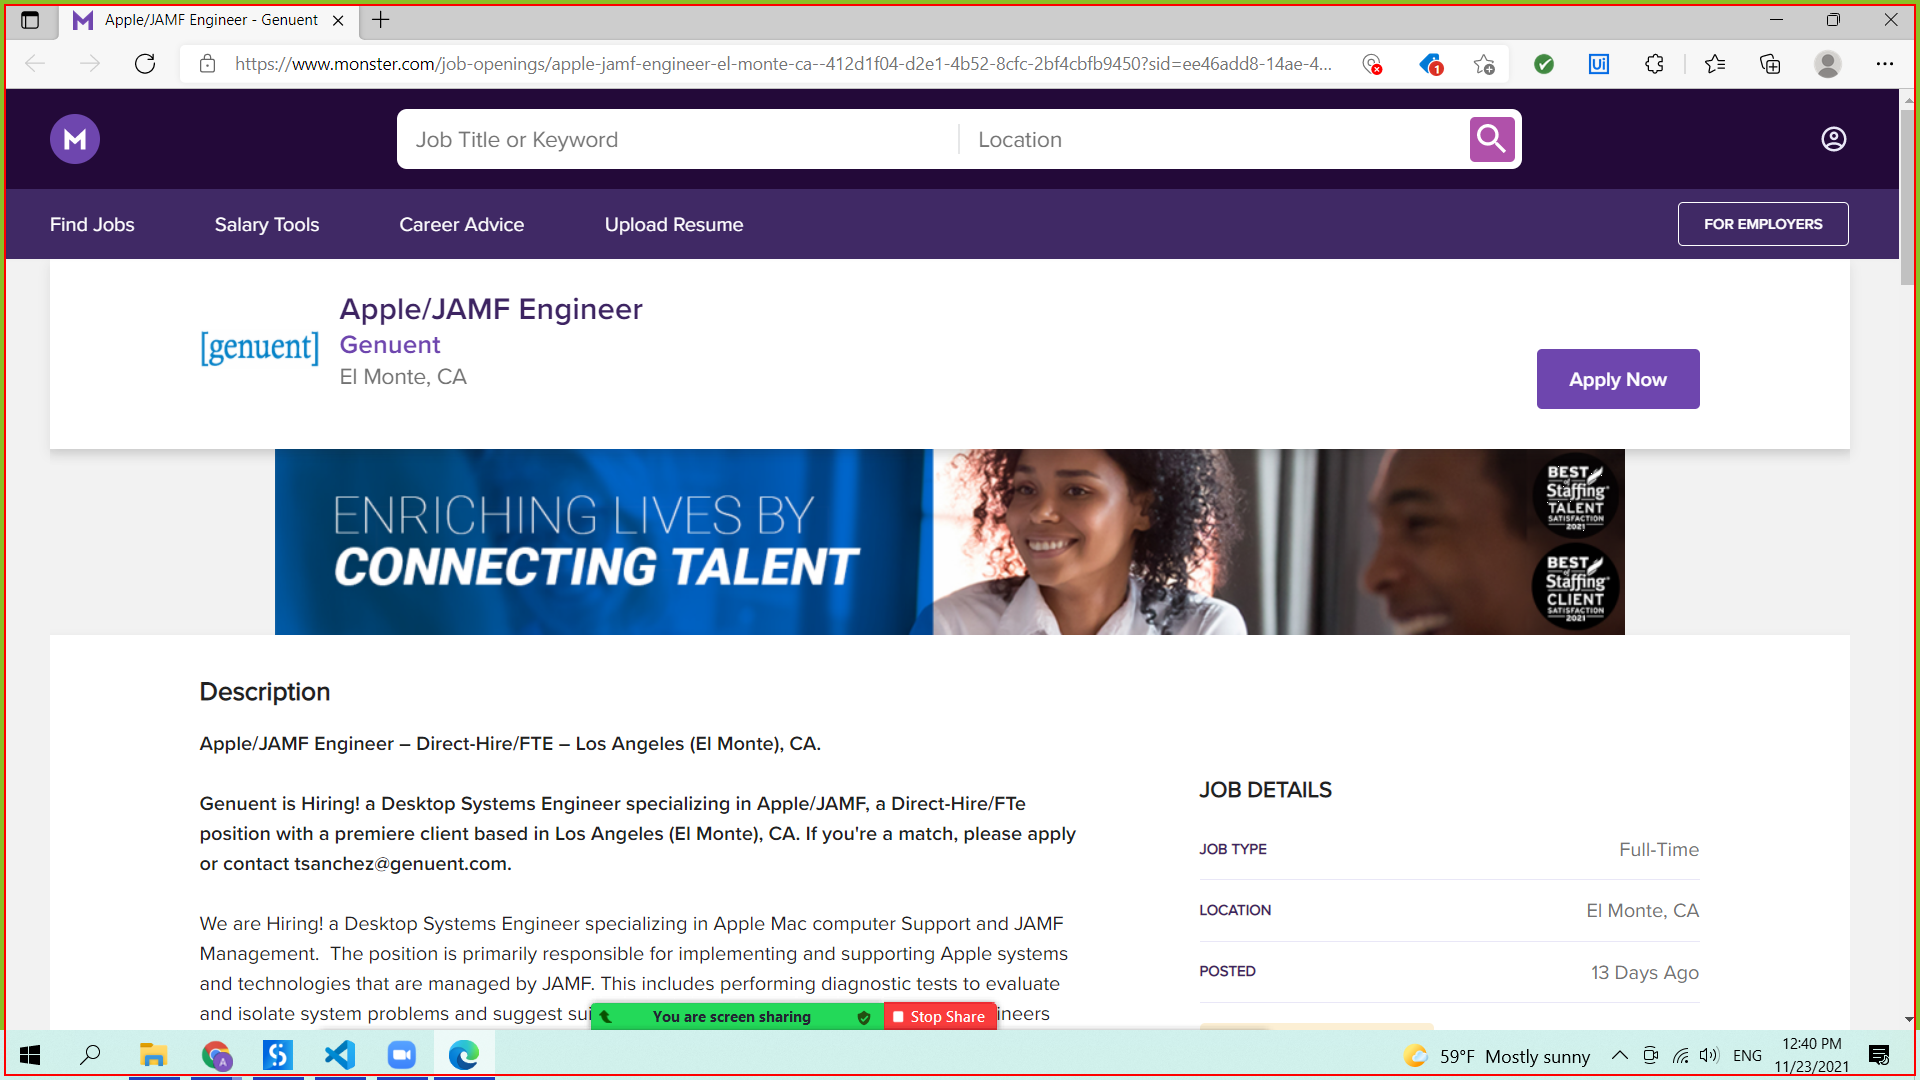 Apple/JAMF Engineer - Genuent
https://www.monster.com/job-openings/apple-jamf-engineer-el-monte-ca--412d1f04-d2e1-4b52-8cfc-2bf4cbfb9450?sid=ee46add8-14ae-4...
1
Ui
M
Job Title or Keyword
Location
Find Jobs
Salary Tools
Career Advice
Upload Resume
FOR EMPLOYERS
[genuent]
Apple/JAMF Engineer
Genuent
El Monte, CA
Apply Now
ENRICHING LIVES BY
CONNECTING TALENT
BEST
of
Staffing
TALENT
SATISFACTION
2021
BEST
of
Staffing
CLIENT
SATISFACTION
2021
Description
Apple/JAMF Engineer – Direct-Hire/FTE – Los Angeles (El Monte), CA.
Genuent is Hiring! a Desktop Systems Engineer specializing in Apple/JAMF, a Direct-Hire/FTe
position with a premiere client based in Los Angeles (El Monte), CA. If you're a match, please apply
or contact tsanchez@genuent.com.
We are Hiring! a Desktop Systems Engineer specializing in Apple Mac computer Support and JAMF
Management. The position is primarily responsible for implementing and supporting Apple systems
and technologies that are managed by JAMF. This includes performing diagnostic tests to evaluate
and isolate system problems and suggest sui
ineers
JOB DETAILS
JOB TYPE
Full-Time
LOCATION
El Monte, CA
POSTED
13 Days Ago
You are screen sharing
Stop Share
A
59°F Mostly sunny
ENG
12:40 PM
11/23/2021